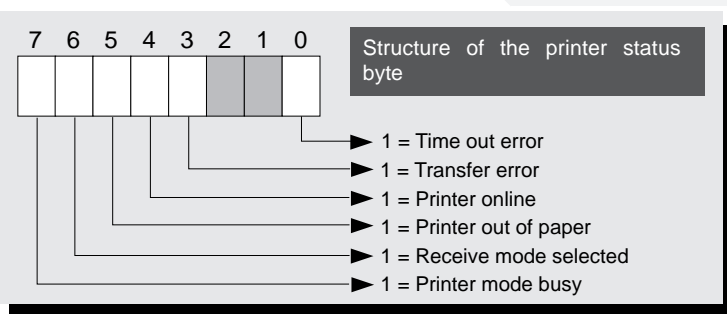 7 6 5 4 3 2 1 0
Structure of the printer status
byte
1 = Time out error
1 = Transfer error
1 = Printer online
1 = Printer out of paper
1 = Receive mode selected
1 = Printer mode busy